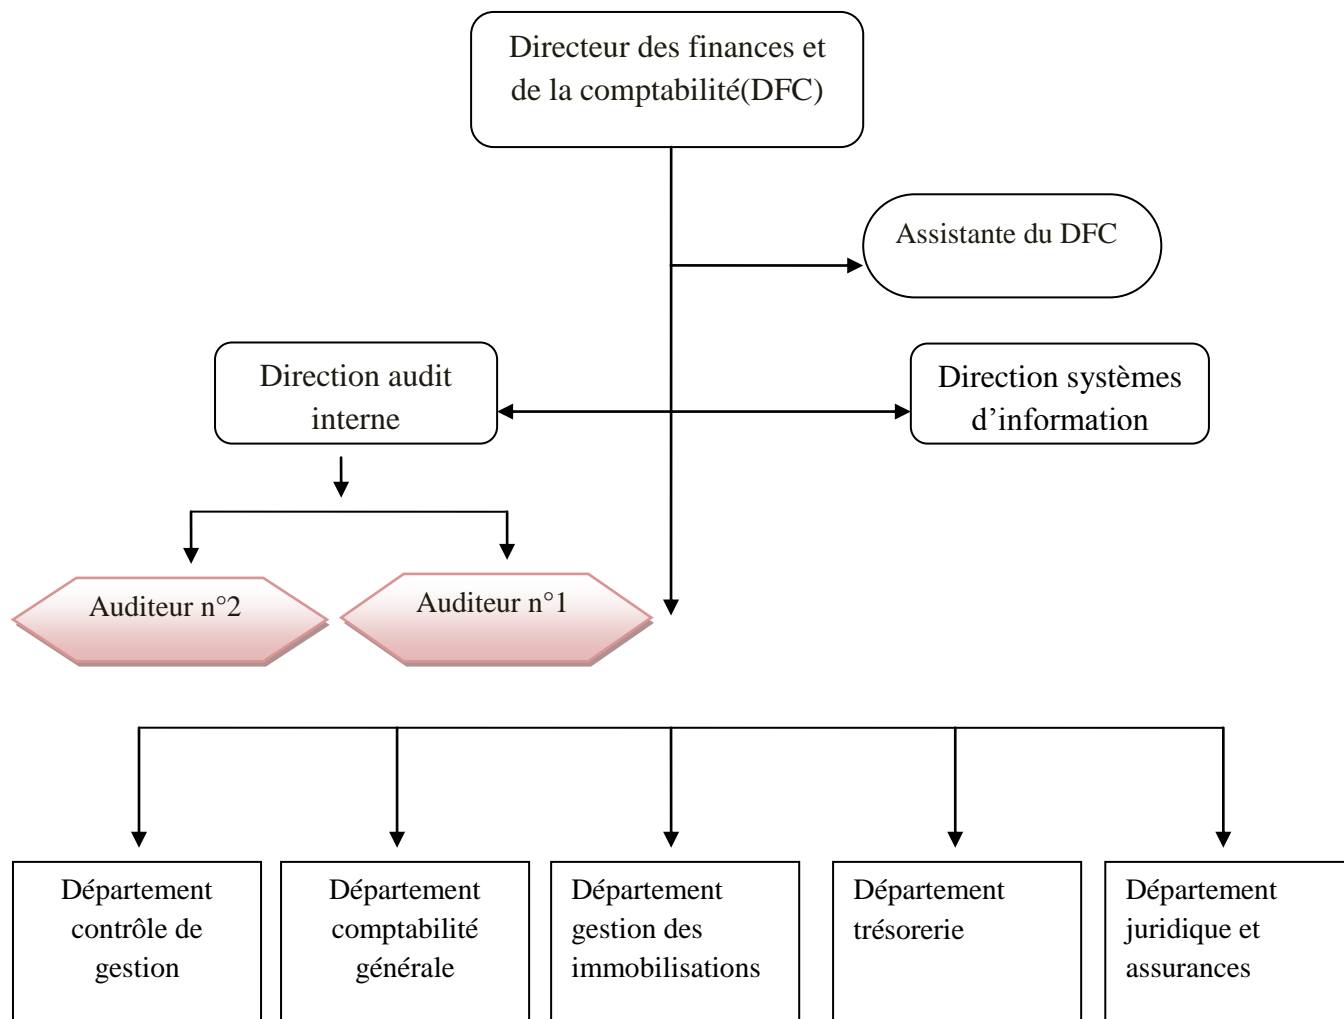 Directeur des finances et
de la comptabilité(DFC)
Assistante du DFC
Direction audit
interne
Direction systèmes
d’information
Auditeur n°2
Auditeur n°1
Département
contrôle de
gestion
Département
comptabilité
générale
Département
gestion des
immobilisations
Département
trésorerie
Département
juridique et
assurances